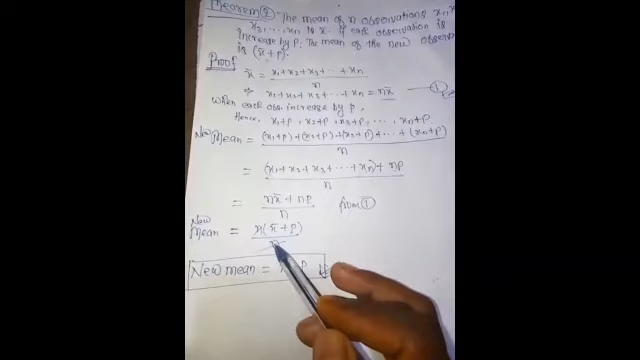 Theorem ② - The mean of n observations x₁, x
x₂, ..., xn is x̄. If each observation is
increase by p. The mean of the new observ
is (x̄+p).
Proof
x̄ = x₁+x₂+x₃+...+xn / n
⇒ x₁+x₂+x₃+...+xn = nx̄ — ①
When each obs. increase by p,
Hence, x₁+p, x₂+p, x₃+p, ..., xn+p
New Mean = (x₁+p)+(x₂+p)+(x₃+p)+...+(xn+p) / n
= (x₁+x₂+x₃+...+xn)+np / n
= nx̄+np / n from ①
New Mean = n(x̄+p) / n
New mean = p